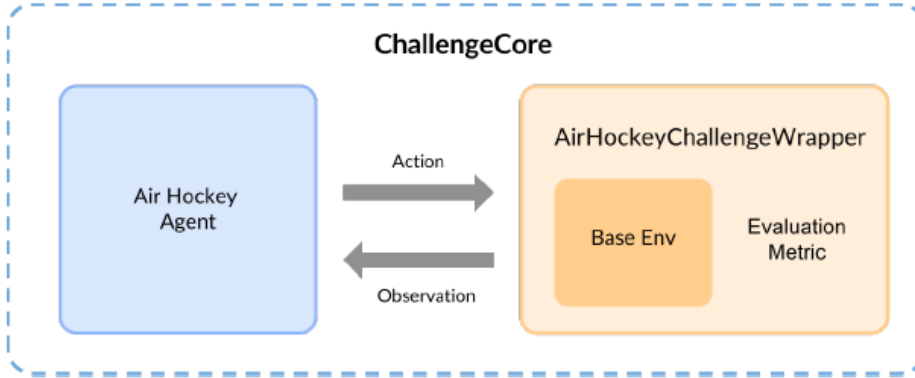 ChallengeCore
Air Hockey
Agent
Action
Observation
AirHockeyChallengeWrapper
Base Env
Evaluation
Metric